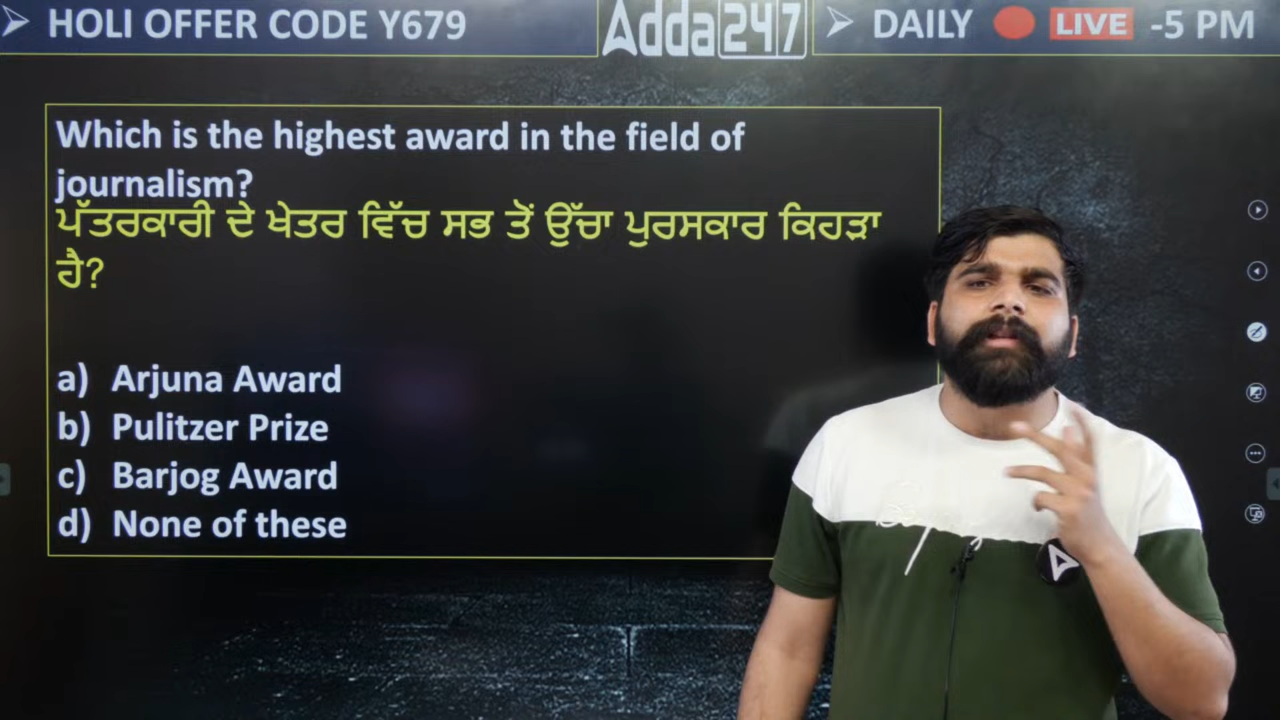 HOLI OFFER CODE Y679
Adda247
DAILY LIVE -5 PM
Which is the highest award in the field of
journalism?
ਪੱਤਰਕਾਰੀ ਦੇ ਖੇਤਰ ਵਿੱਚ ਸਭ ਤੋਂ ਉੱਚਾ ਪੁਰਸਕਾਰ ਕਿਹੜਾ
ਹੈ?
a) Arjuna Award
b) Pulitzer Prize
c) Barjog Award
d) None of these